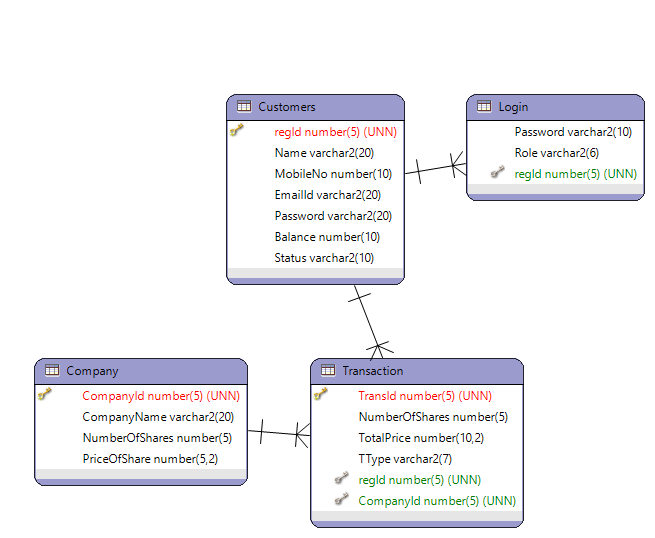 Customers
regId number(5) (UNN)
Name varchar2(20)
MobileNo number(10)
EmailId varchar2(20)
Password varchar2(20)
Balance number(10)
Status varchar2(10)
Login
Password varchar2(10)
Role varchar2(6)
regId number(5) (UNN)
Company
CompanyId number(5) (UNN)
CompanyName varchar2(20)
NumberOfShares number(5)
PriceOfShare number(5,2)
Transaction
TransId number(5) (UNN)
NumberOfShares number(5)
TotalPrice number(10,2)
TType varchar2(7)
regId number(5) (UNN)
CompanyId number(5) (UNN)